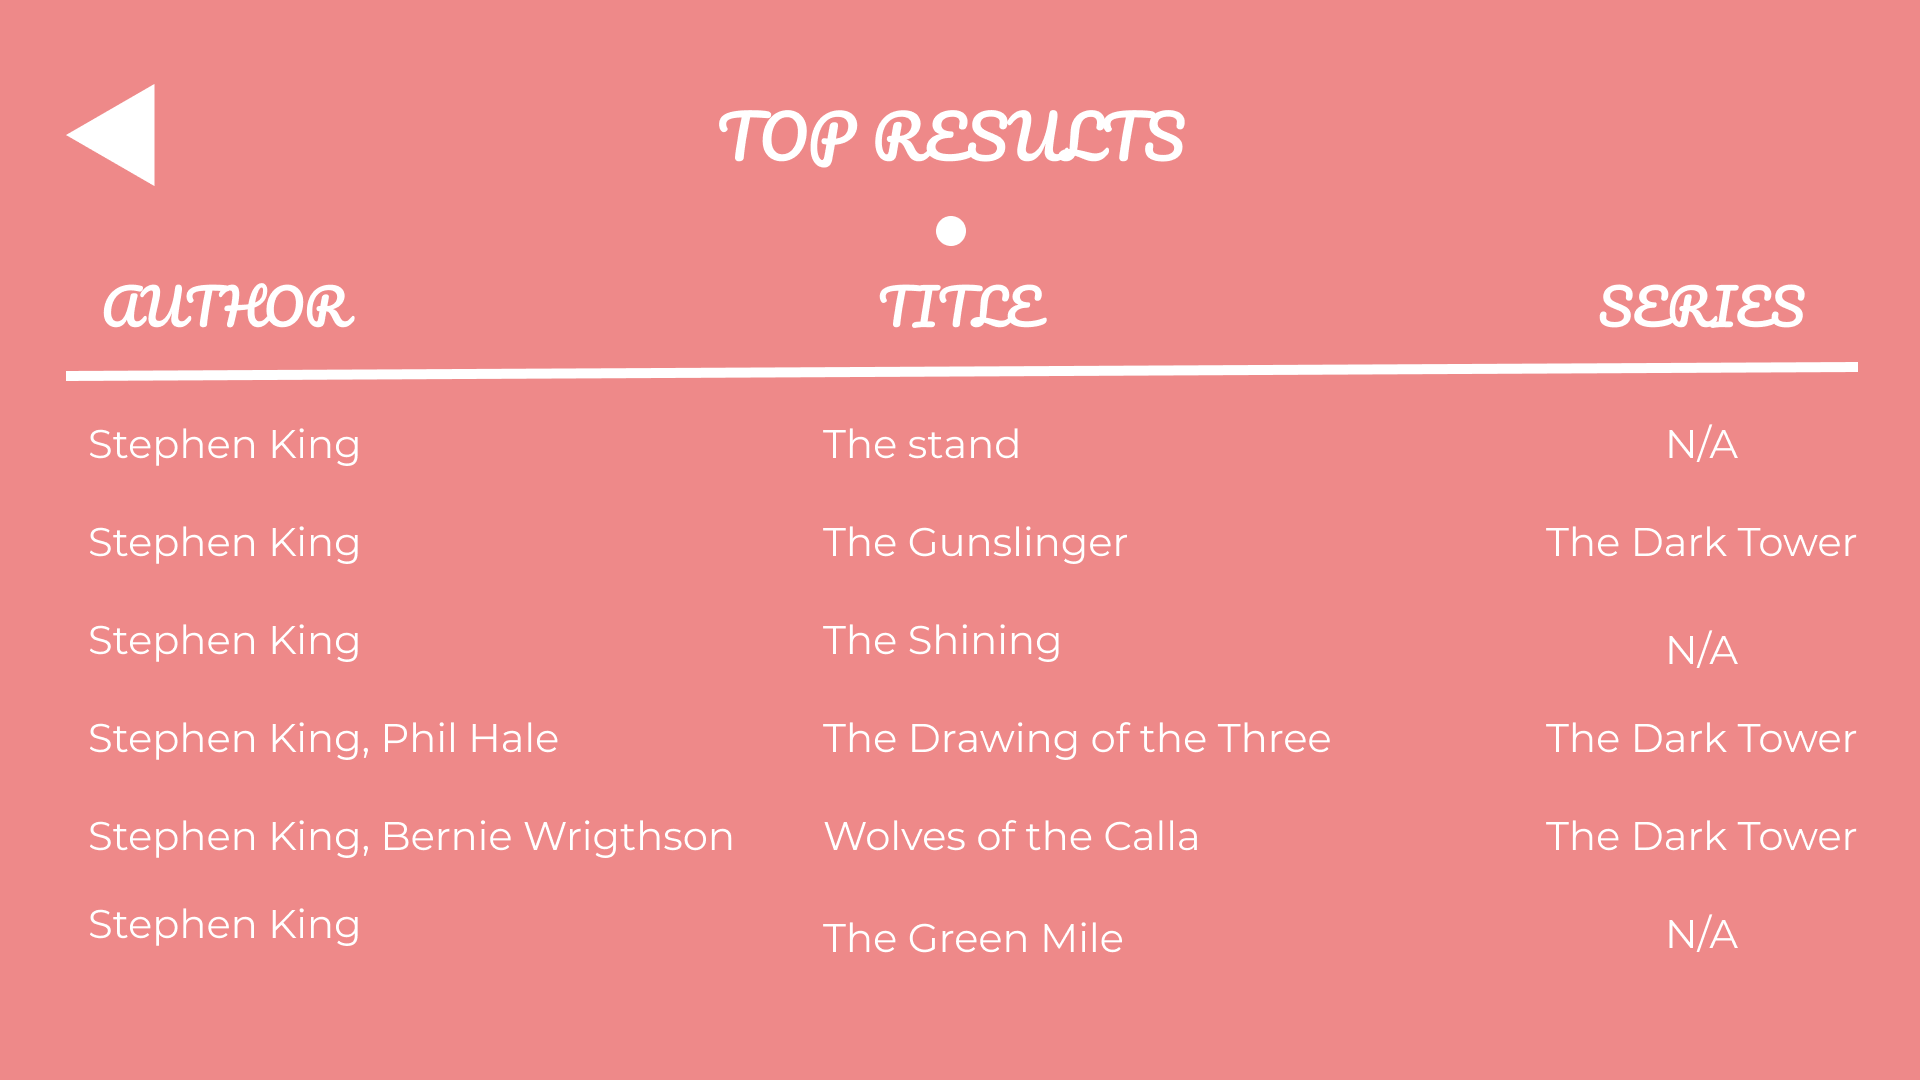 TOP RESULTS
AUTHOR TITLE SERIES
Stephen King The stand N/A
Stephen King The Gunslinger The Dark Tower
Stephen King The Shining N/A
Stephen King, Phil Hale The Drawing of the Three The Dark Tower
Stephen King, Bernie Wrigthson Wolves of the Calla The Dark Tower
Stephen King The Green Mile N/A